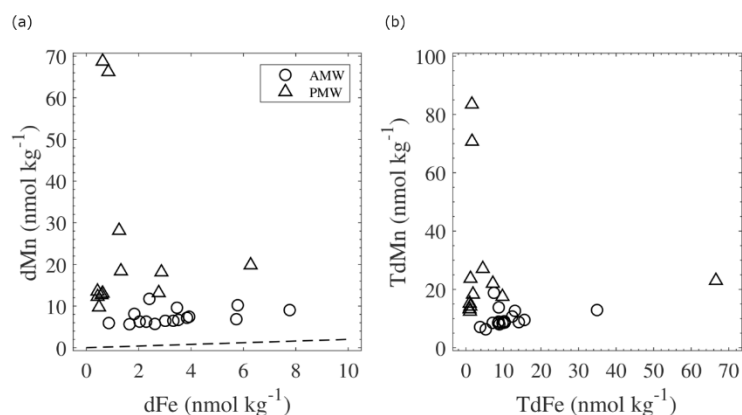 (a)
(b)
70
60
50
40
30
20
10
0
dMn (nmol kg⁻¹)
AMW
PMW
0 2 4 6 8 10
dFe (nmol kg⁻¹)
100
80
60
40
20
0
TdMn (nmol kg⁻¹)
0 10 20 30 40 50 60 70
TdFe (nmol kg⁻¹)